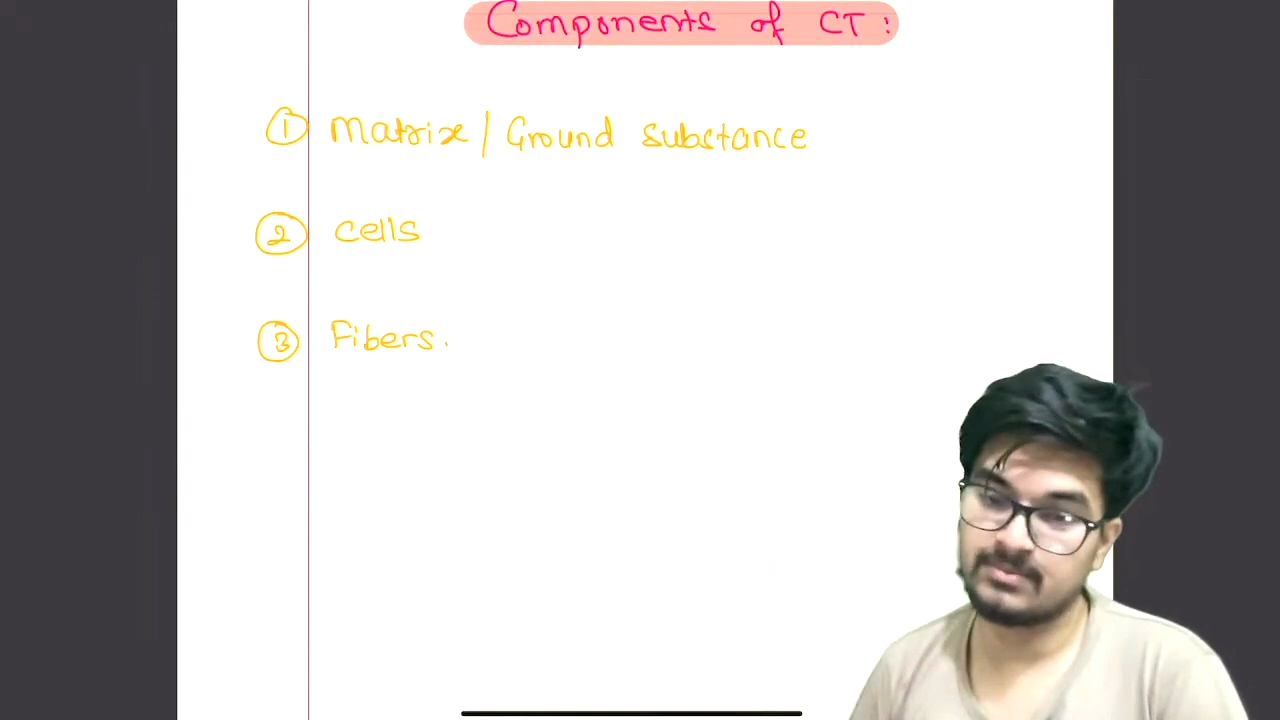 Components of CT:
① Matrix / Ground substance
② Cells
③ Fibers.